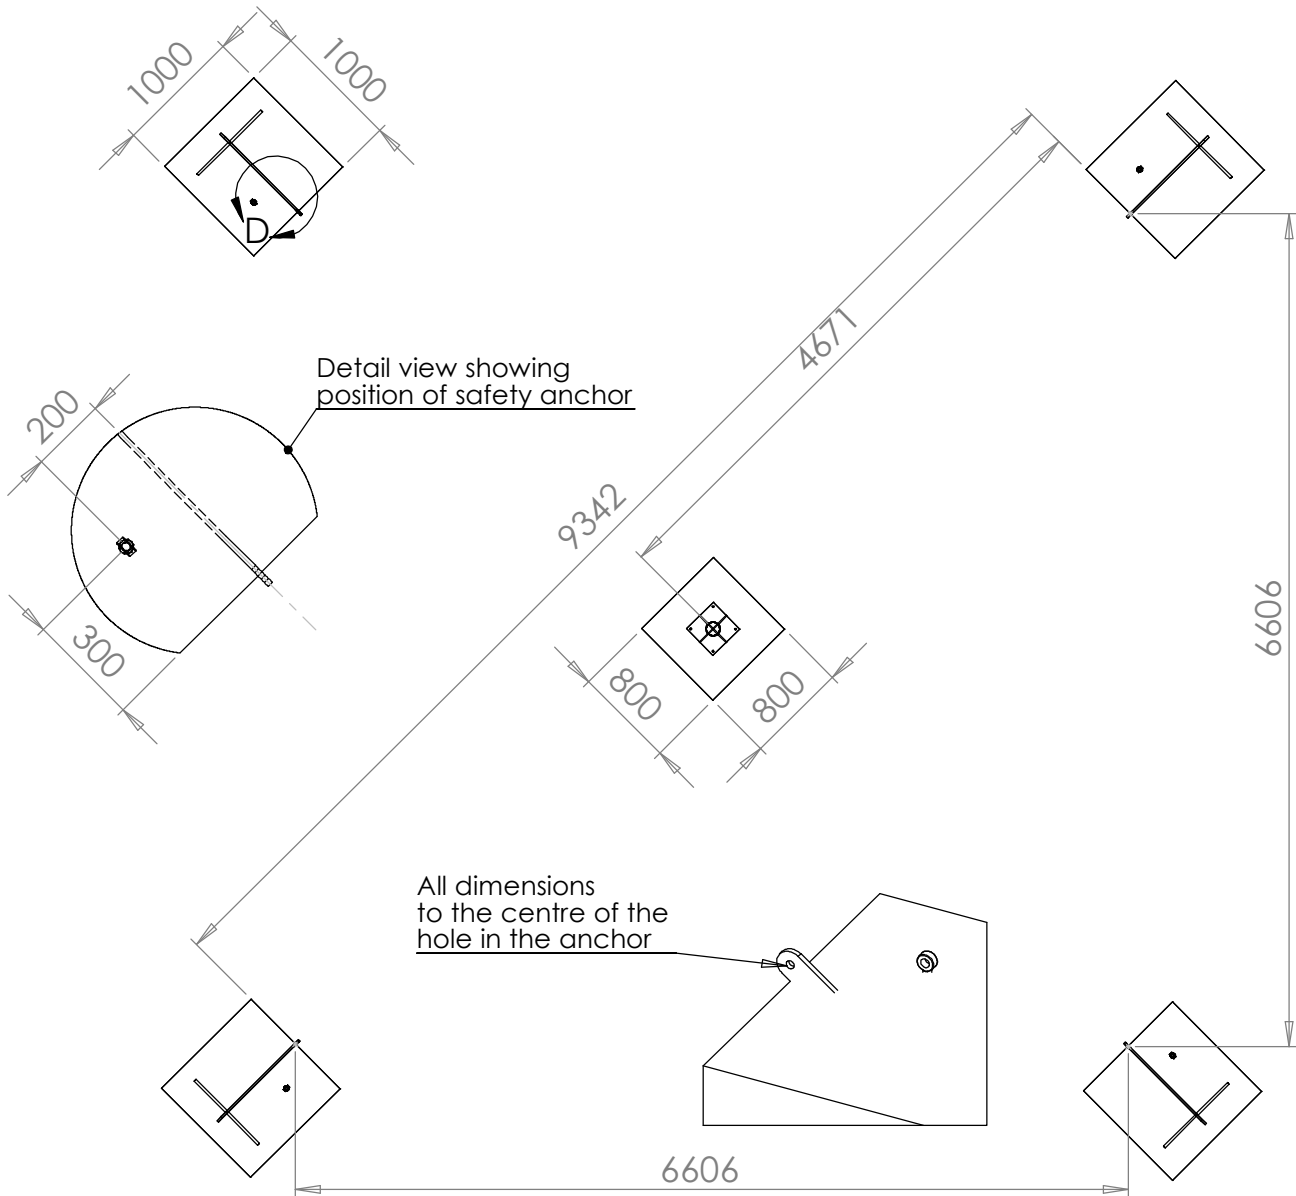 1000
1000
D
4671
Detail view showing
position of safety anchor
200
9342
6606
300
800
800
All dimensions
to the centre of the
hole in the anchor
6606